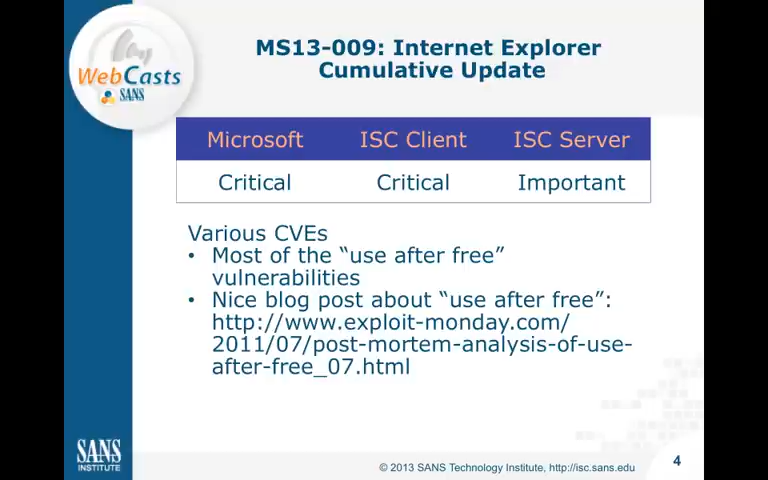 WebCasts
SANS
MS13-009: Internet Explorer
Cumulative Update
Microsoft ISC Client ISC Server
Critical Critical Important
Various CVEs
• Most of the “use after free”
vulnerabilities
• Nice blog post about “use after free”:
http://www.exploit-monday.com/
2011/07/post-mortem-analysis-of-use-
after-free_07.html
SANS
INSTITUTE
© 2013 SANS Technology Institute, http://isc.sans.edu
4